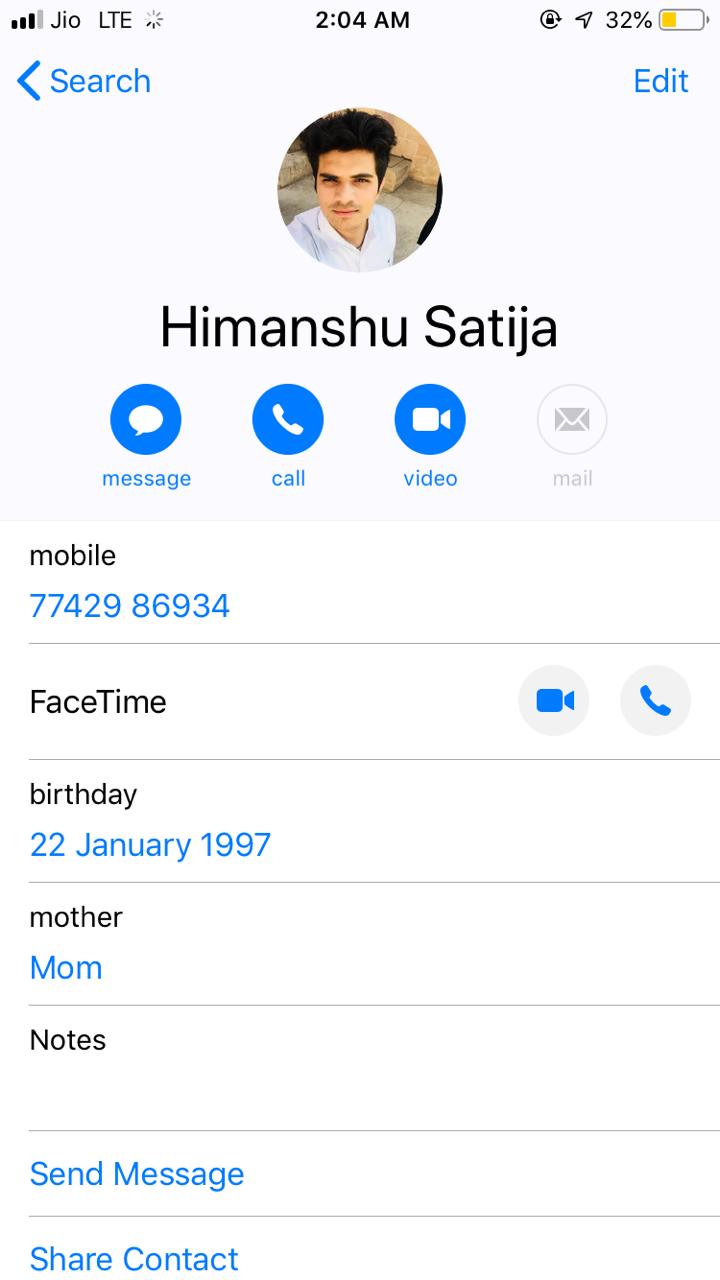 Jio LTE 2:04 AM 32%
Search Edit
Himanshu Satija
message call video mail
mobile
77429 86934
FaceTime
birthday
22 January 1997
mother
Mom
Notes
Send Message
Share Contact